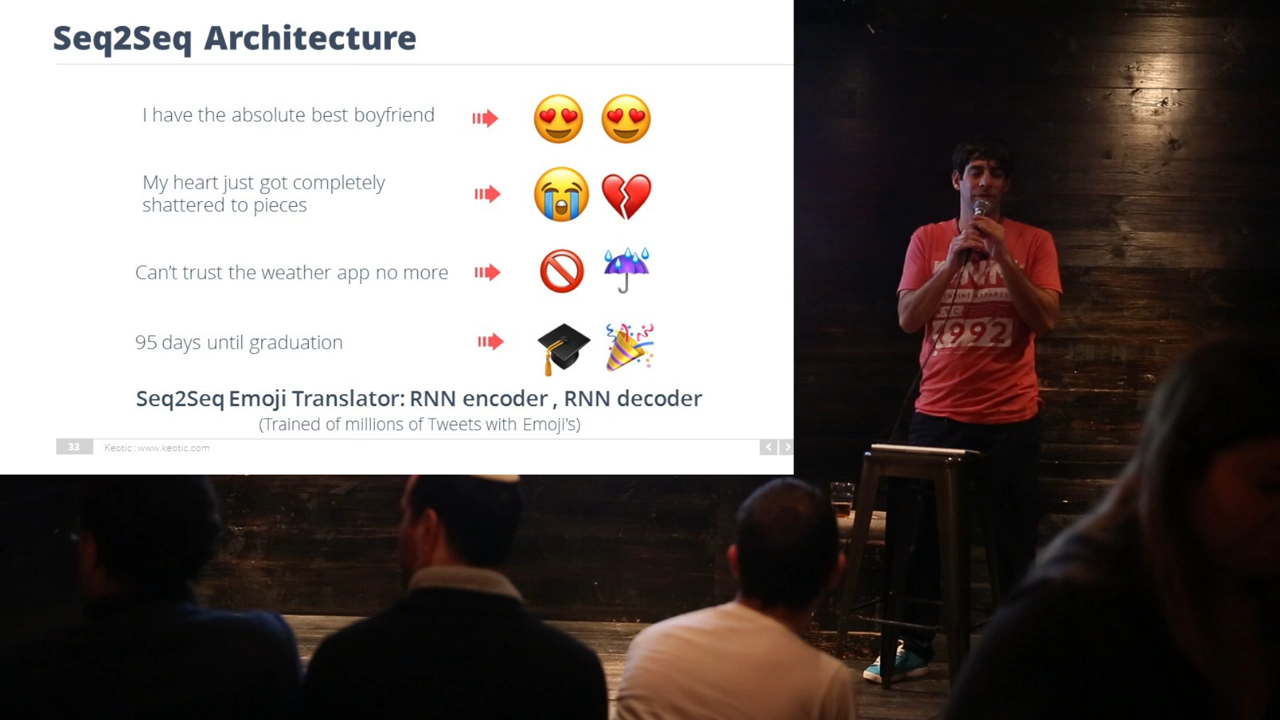 Seq2Seq Architecture
I have the absolute best boyfriend
My heart just got completely
shattered to pieces
Can't trust the weather app no more
95 days until graduation
Seq2Seq Emoji Translator: RNN encoder , RNN decoder
(Trained of millions of Tweets with Emoji's)
33 Keotic : www.keotic.com
1992